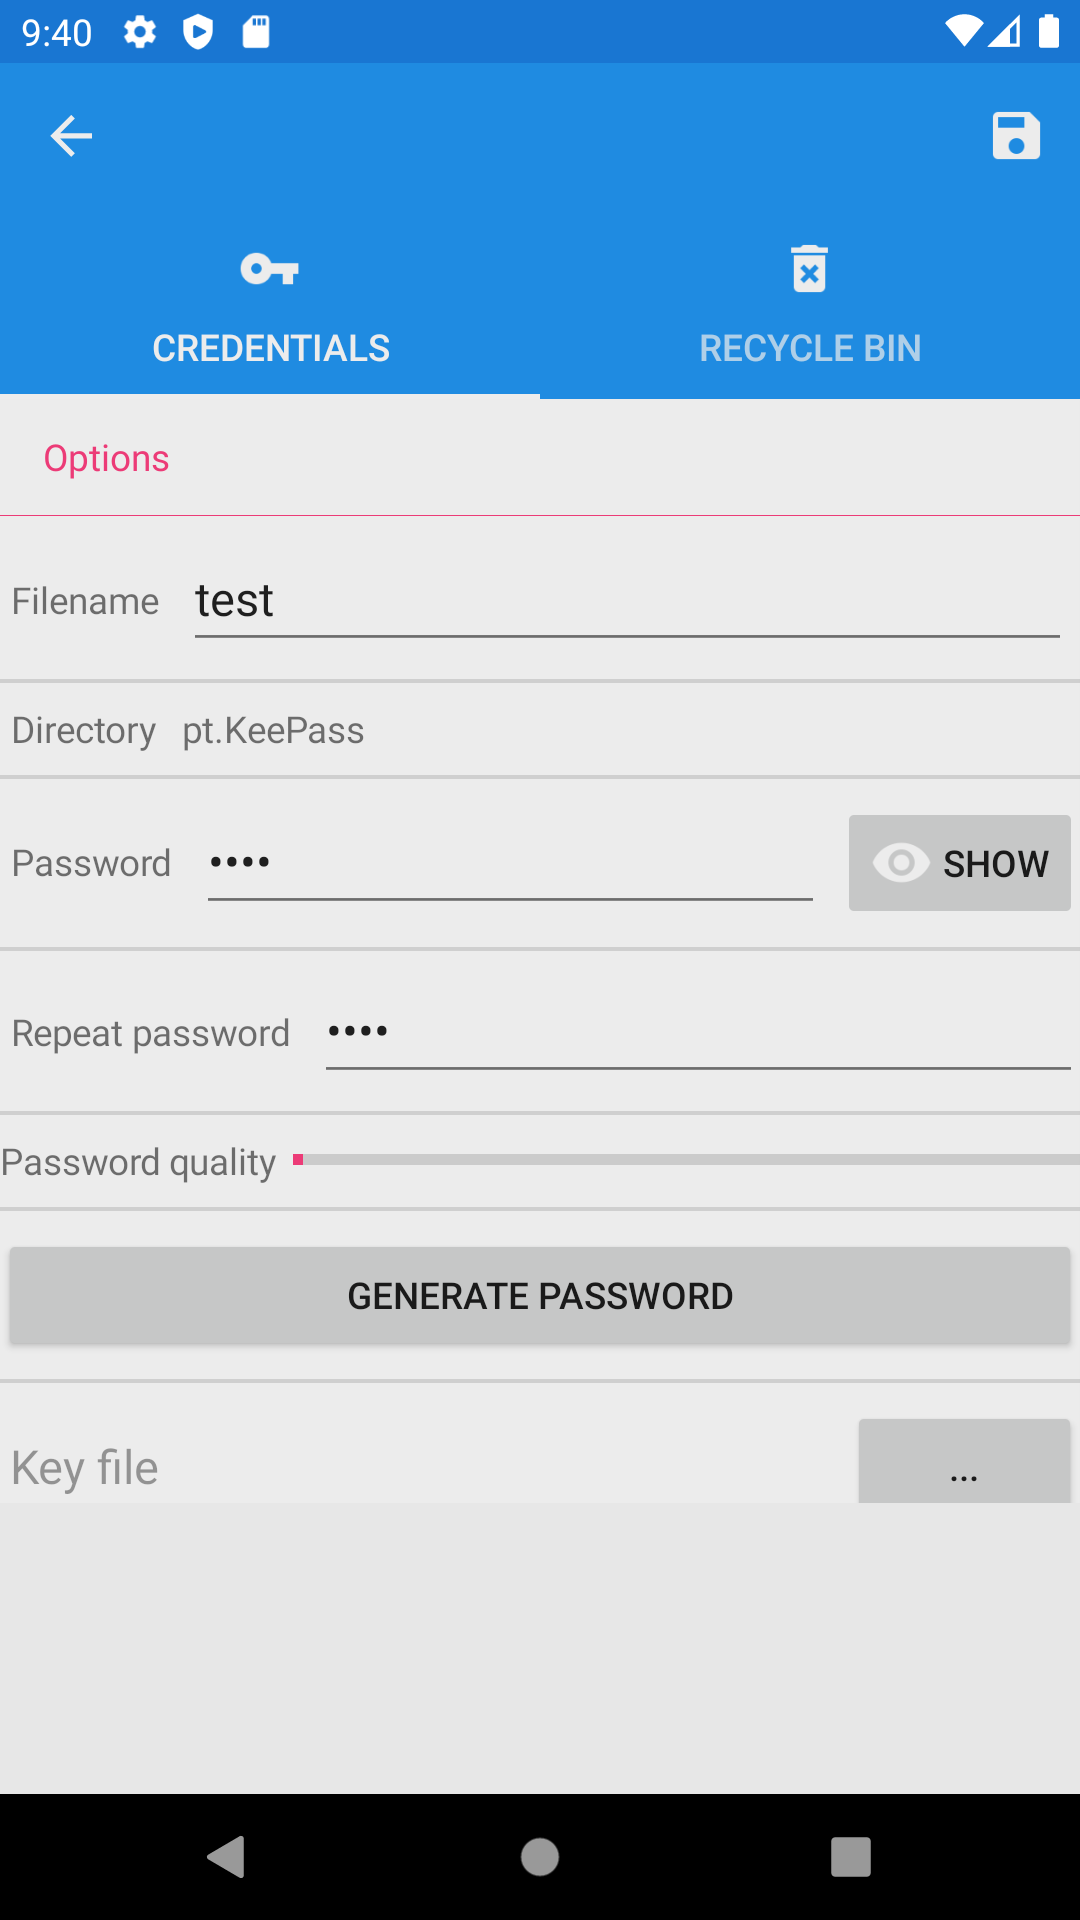 9:40
CREDENTIALS
RECYCLE BIN
Options
Filename test
Directory pt.KeePass
Password •••• SHOW
Repeat password ••••
Password quality
GENERATE PASSWORD
Key file ...